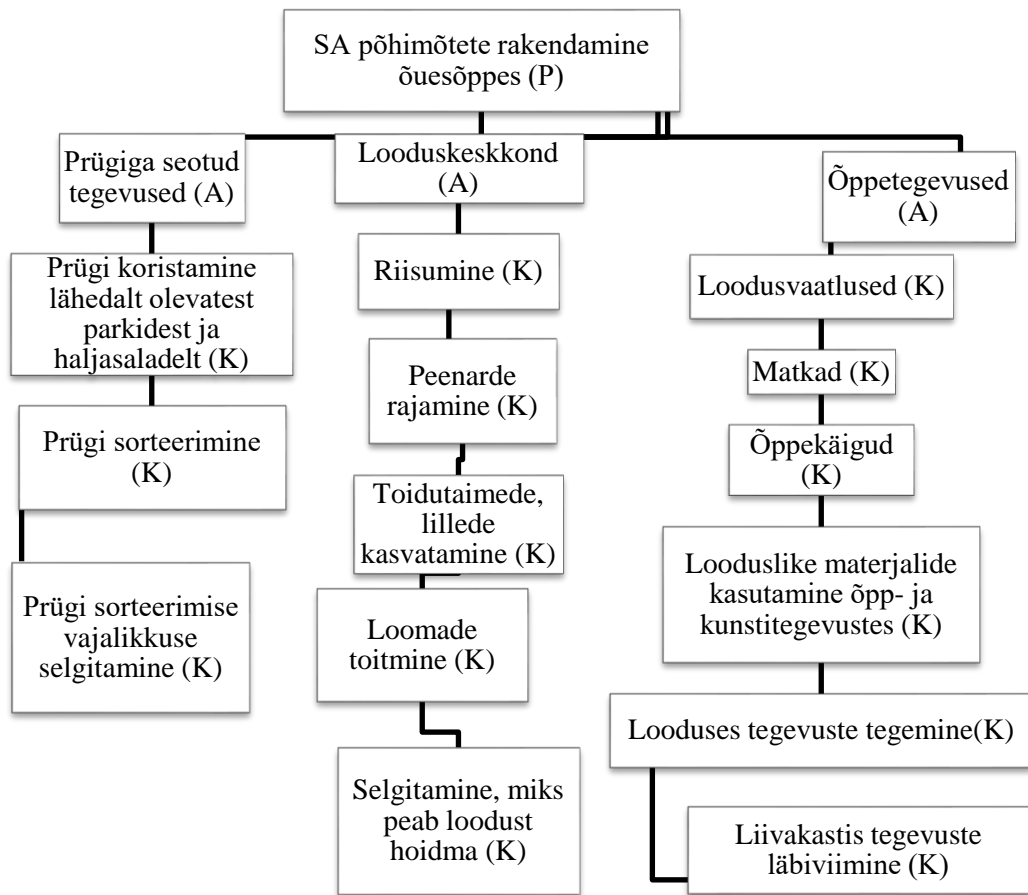 SA põhimõtete rakendamine
õuesõppes (P)
Prügiga seotud
tegevused (A)
Prügi koristamine
lähedalt olevatest
parkidest ja
haljasaladelt (K)
Prügi sorteerimine
(K)
Prügi sorteerimise
vajalikkuse
selgitamine (K)
Looduskeskkond
(A)
Riisumine (K)
Peenarde
rajamine (K)
Toidutaimede,
lillede
kasvatamine (K)
Loomade
toitmine (K)
Selgitamine, miks
peab loodust
hoidma (K)
Õppetegevused
(A)
Loodusvaatlused (K)
Matkad (K)
Õppekäigud
(K)
Looduslike materjalide
kasutamine õpp- ja
kunstitegevustes (K)
Looduses tegevuste tegemine(K)
Liivakastis tegevuste
läbiviimine (K)